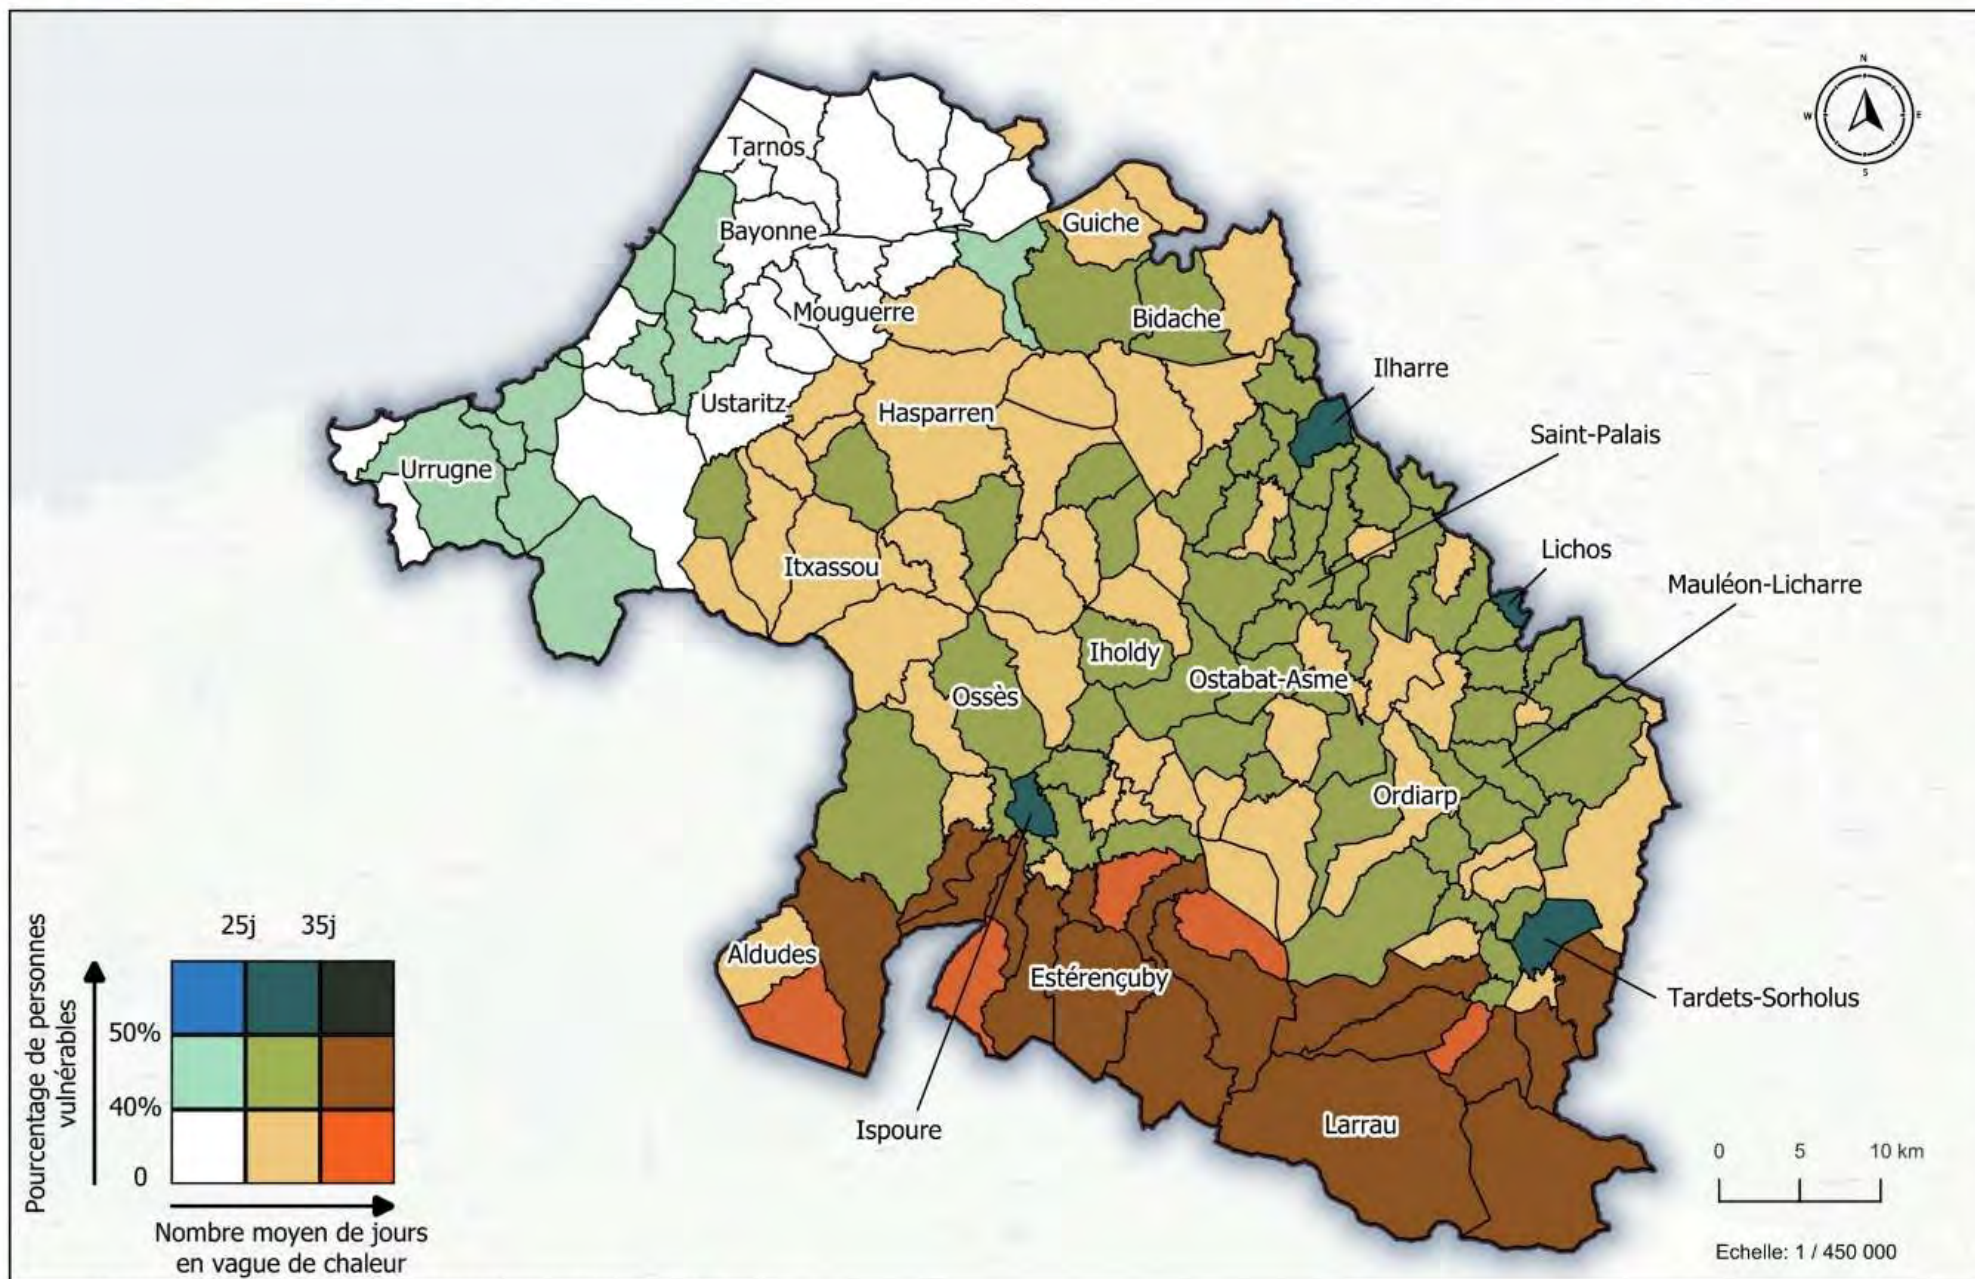 N
W
E
S
Tarnos
Guiche
Bayonne
Mouguerre
Bidache
Ilharre
Ustaritz
Hasparren
Saint-Palais
Urrugne
Lichos
Itxassou
Mauléon-Licharre
Iholdy
Ostabat-Asme
Ossès
Ordiarp
Aldudes
Estérençuby
Tardets-Sorholus
Ispoure
Larrau
25j 35j
Pourcentage de personnes
vulnérables
50%
40%
0
Nombre moyen de jours
en vague de chaleur
0 5 10 km
Echelle: 1 / 450 000